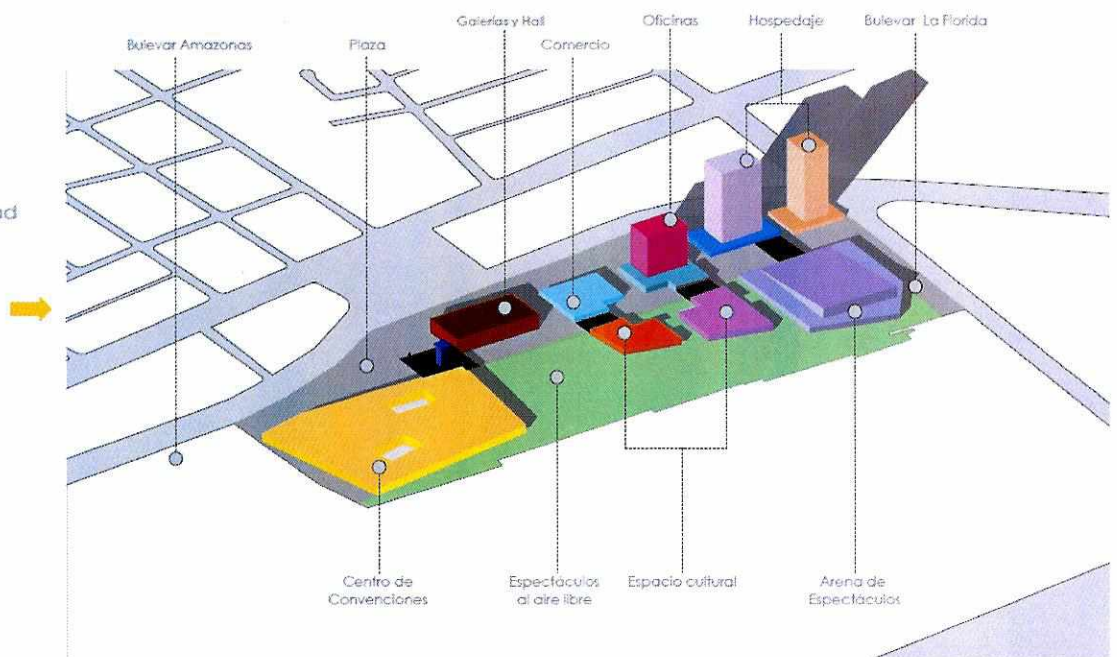 Galerías y Hall
Oficinas
Hospedaje
Bulevar La Florida
Bulevar Amazonas
Plaza
Comercio
Centro de
Convenciones
Espectáculos
al aire libre
Espacio cultural
Arena de
Espectáculos